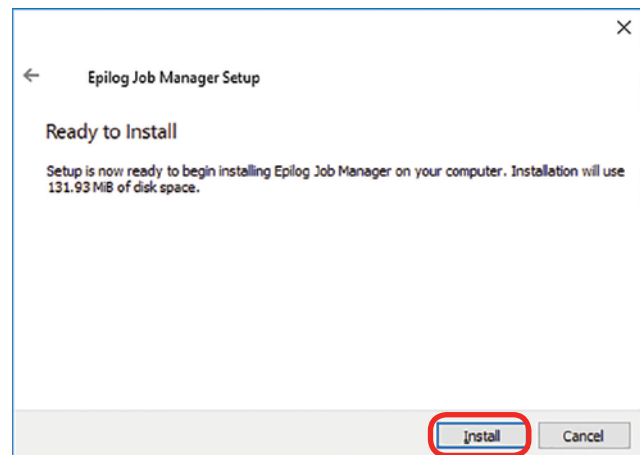 Epilog Job Manager Setup
Ready to Install
Setup is now ready to begin installing Epilog Job Manager on your computer. Installation will use
131.93 MiB of disk space.
Install Cancel